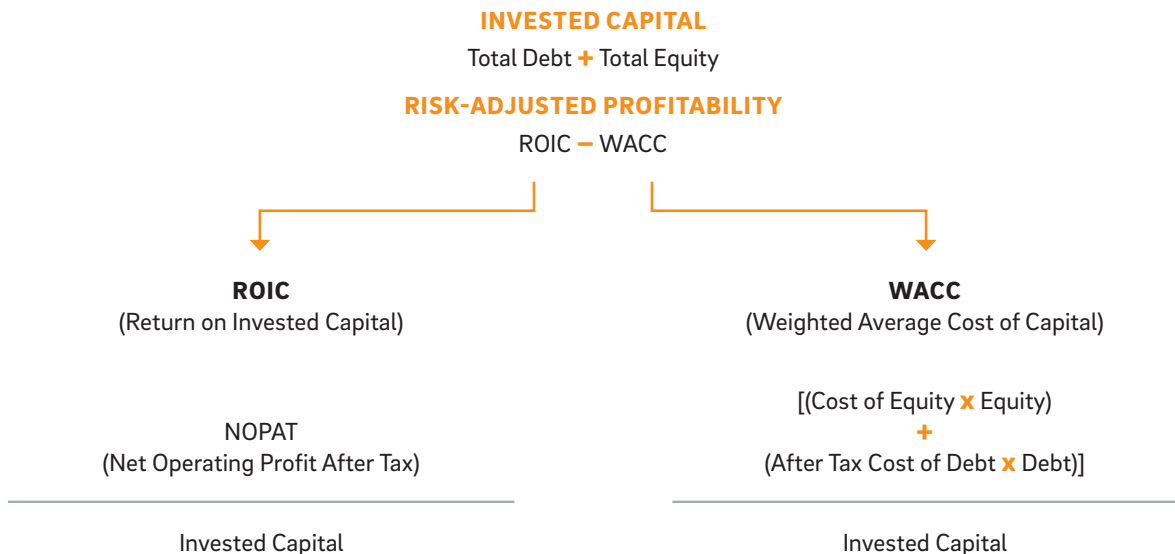 INVESTED CAPITAL
Total Debt + Total Equity
RISK-ADJUSTED PROFITABILITY
ROIC – WACC
ROIC
(Return on Invested Capital)
NOPAT
(Net Operating Profit After Tax)
Invested Capital
WACC
(Weighted Average Cost of Capital)
[(Cost of Equity x Equity)
+
(After Tax Cost of Debt x Debt)]
Invested Capital